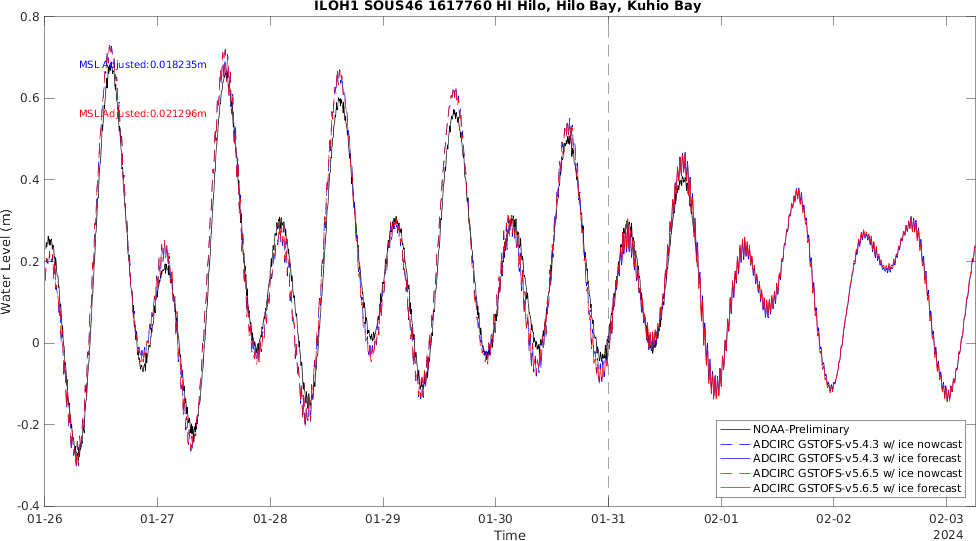 ILOH1 SOUS46 1617760 HI Hilo, Hilo Bay, Kuhio Bay
0.8
0.6
0.4
0.2
0
-0.2
-0.4
Water Level (m)
MSL Adjusted:0.018235m
MSL Adjusted:0.021296m
NOAA-Preliminary
ADCIRC GSTOFS-v5.4.3 w/ ice nowcast
ADCIRC GSTOFS-v5.4.3 w/ ice forecast
ADCIRC GSTOFS-v5.6.5 w/ ice nowcast
ADCIRC GSTOFS-v5.6.5 w/ ice forecast
01-26 01-27 01-28 01-29 01-30 01-31 02-01 02-02 02-03
Time
2024